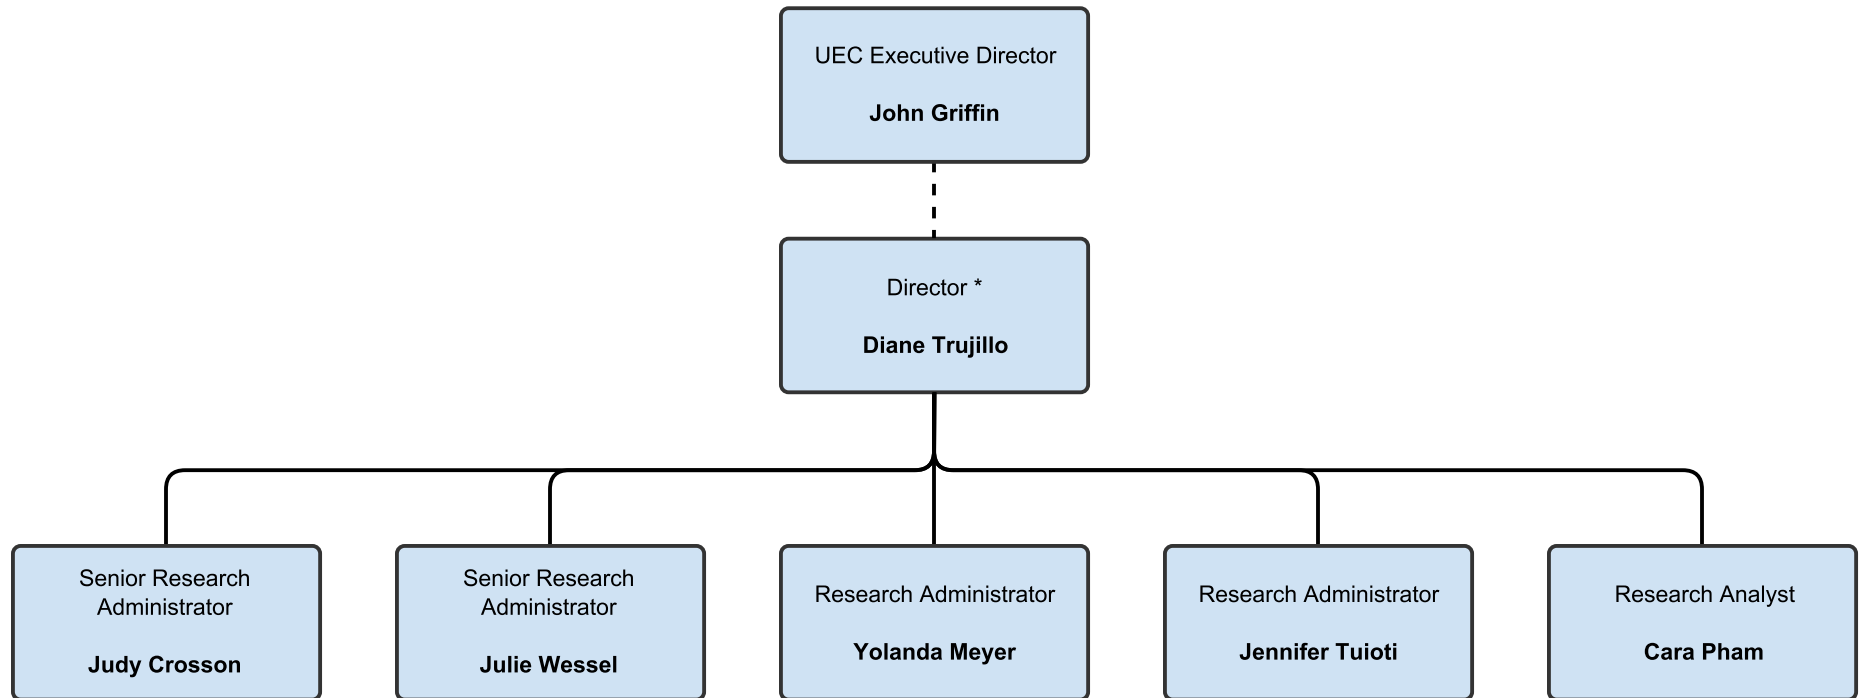 UEC Executive Director
John Griffin
Director *
Diane Trujillo
Senior Research
Administrator
Judy Crosson
Senior Research
Administrator
Julie Wessel
Research Administrator
Yolanda Meyer
Research Administrator
Jennifer Tuioti
Research Analyst
Cara Pham